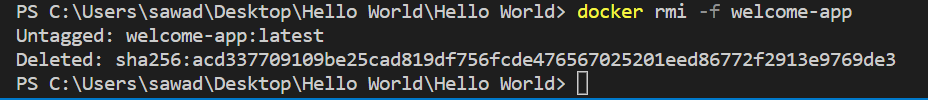 PS C:\Users\sawad\Desktop\Hello World\Hello World> docker rmi -f welcome-app
Untagged: welcome-app:latest
Deleted: sha256:acd337709109be25cad819df756fcde476567025201eed86772f2913e9769de3
PS C:\Users\sawad\Desktop\Hello World\Hello World>